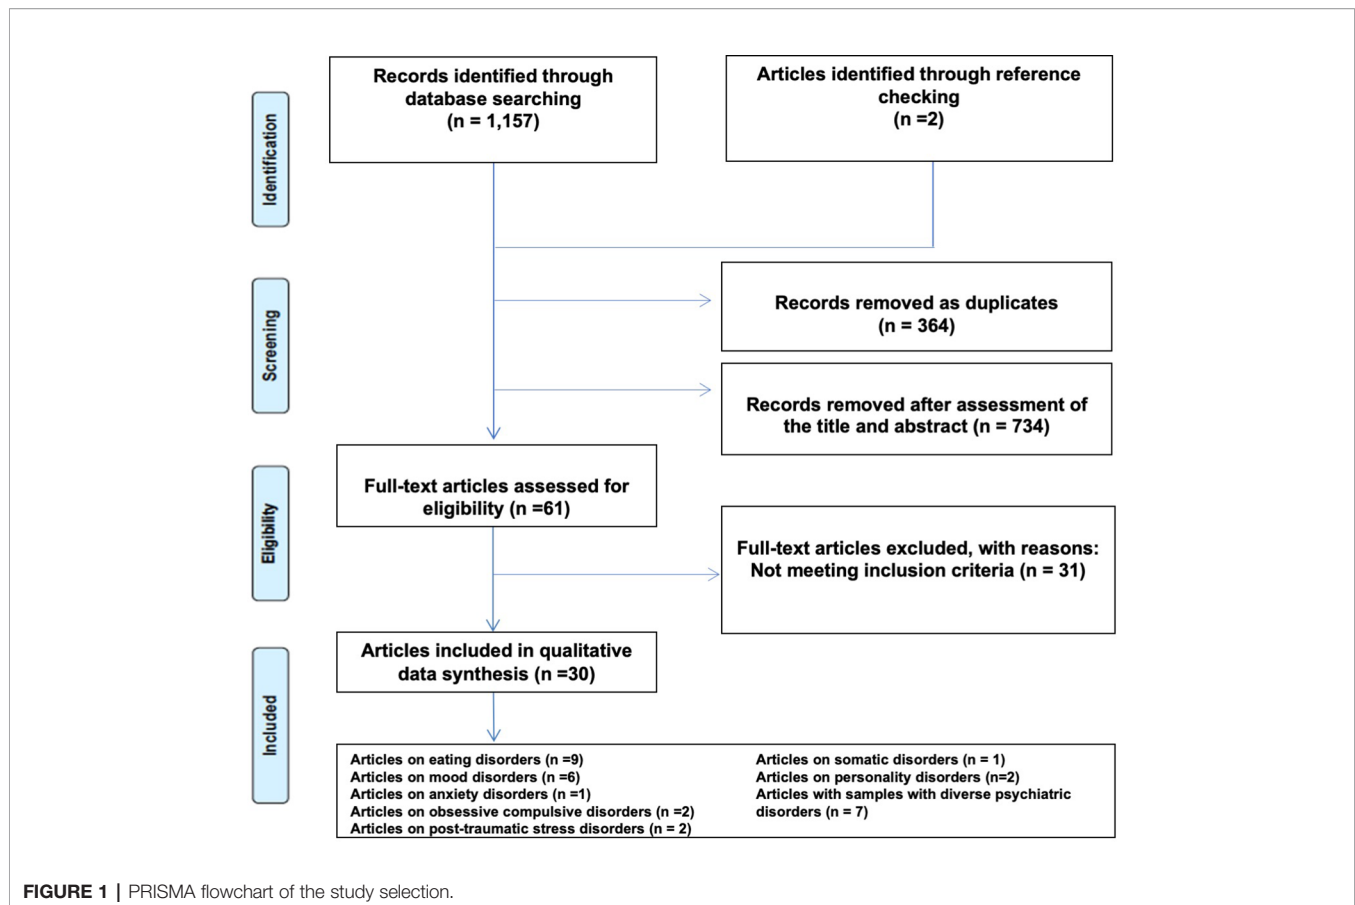 Records identified through
database searching
(n = 1,157)
Articles identified through reference
checking
(n =2)
Identification
Records removed as duplicates
(n = 364)
Screening
Records removed after assessment of
the title and abstract (n = 734)
Full-text articles assessed for
eligibility (n =61)
Eligibility
Full-text articles excluded, with reasons:
Not meeting inclusion criteria (n = 31)
Articles included in qualitative
data synthesis (n =30)
Included
Articles on eating disorders (n =9)
Articles on mood disorders (n =6)
Articles on anxiety disorders (n =1)
Articles on obsessive compulsive disorders (n =2)
Articles on post-traumatic stress disorders (n = 2)
Articles on somatic disorders (n = 1)
Articles on personality disorders (n=2)
Articles with samples with diverse psychiatric
disorders (n = 7)
FIGURE 1 | PRISMA flowchart of the study selection.